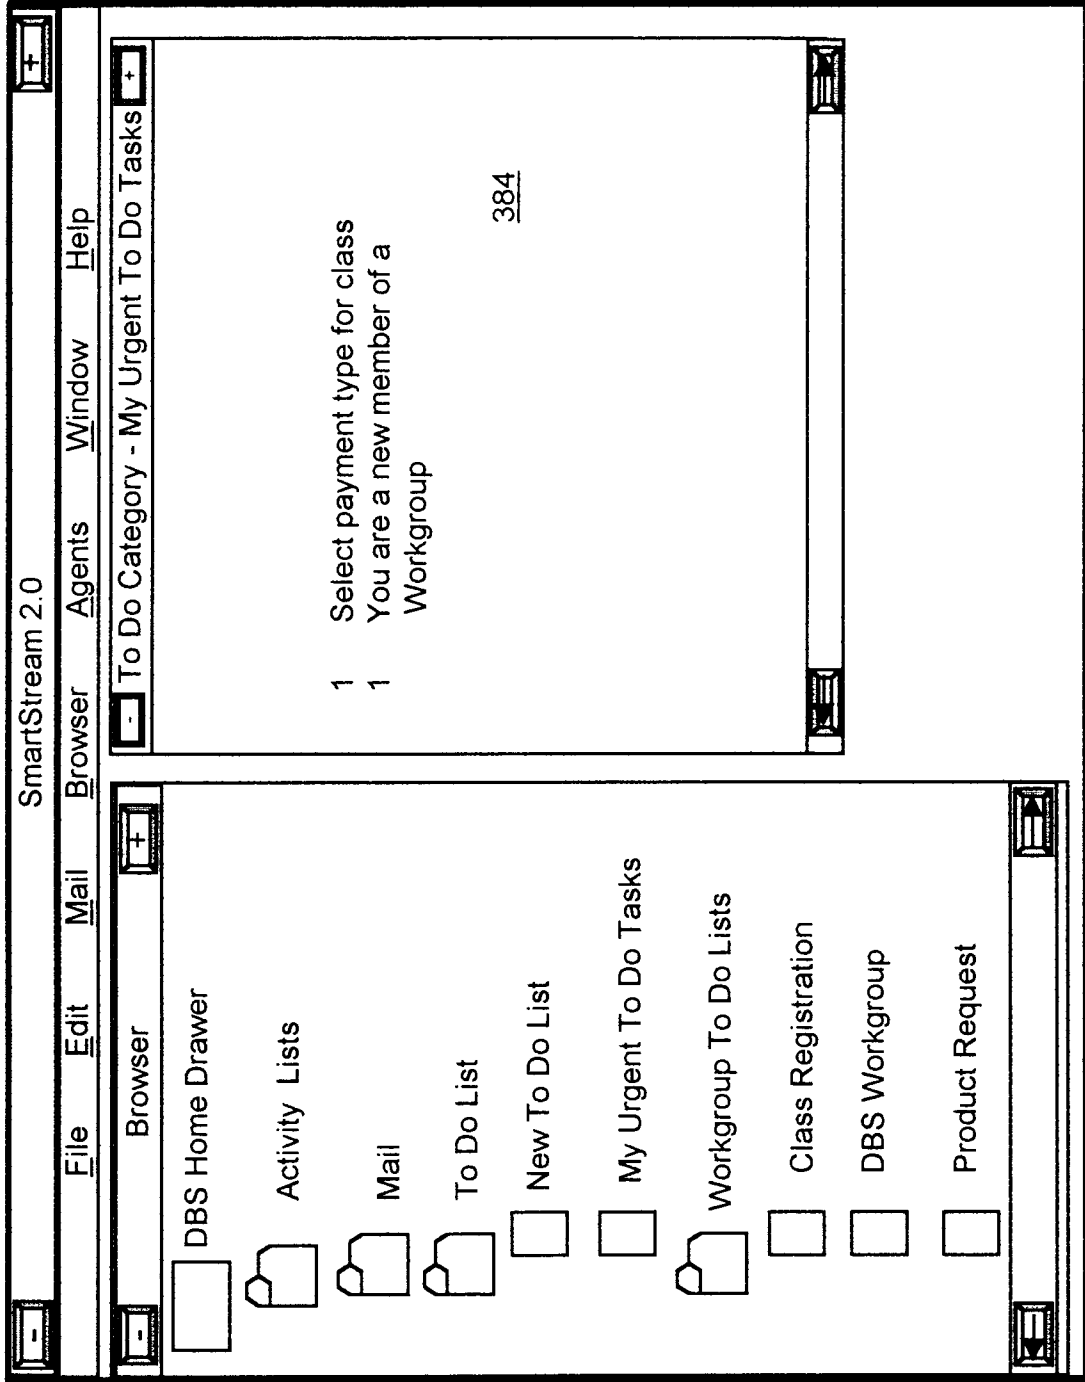 SmartStream 2.0
- +
File Edit Mail Browser Agents Window Help
- Browser +
DBS Home Drawer
Activity Lists
Mail
To Do List
New To Do List
My Urgent To Do Tasks
Workgroup To Do Lists
Class Registration
DBS Workgroup
Product Request
- To Do Category - My Urgent To Do Tasks +
1 Select payment type for class
1 You are a new member of a
Workgroup
384